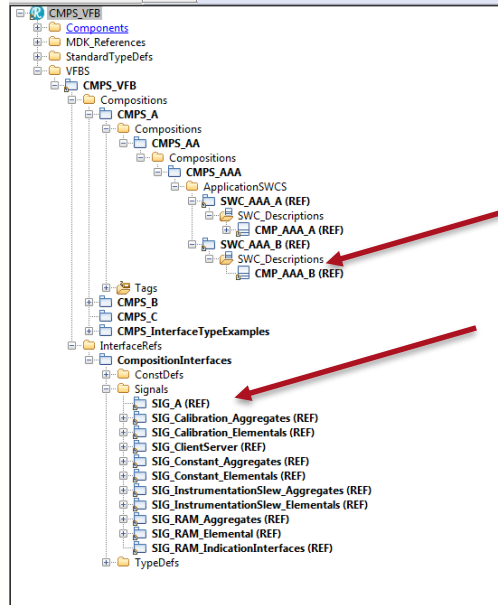 CMPS_VFB
Components
MDK_References
StandardTypeDefs
VFBS
CMPS_VFB
Compositions
CMPS_A
Compositions
CMPS_AA
Compositions
CMPS_AAA
ApplicationSWCS
SWC_AAA_A (REF)
SWC_Descriptions
CMP_AAA_A (REF)
SWC_AAA_B (REF)
SWC_Descriptions
CMP_AAA_B (REF)
Tags
CMPS_B
CMPS_C
CMPS_InterfaceTypeExamples
InterfaceRefs
CompositionInterfaces
ConstDefs
Signals
SIG_A (REF)
SIG_Calibration_Aggregates (REF)
SIG_Calibration_Elementals (REF)
SIG_ClientServer (REF)
SIG_Constant_Aggregates (REF)
SIG_Constant_Elementals (REF)
SIG_InstrumentationSlew_Aggregates (REF)
SIG_InstrumentationSlew_Elementals (REF)
SIG_RAM_Aggregates (REF)
SIG_RAM_Elemental (REF)
SIG_RAM_IndicationInterfaces (REF)
TypeDefs